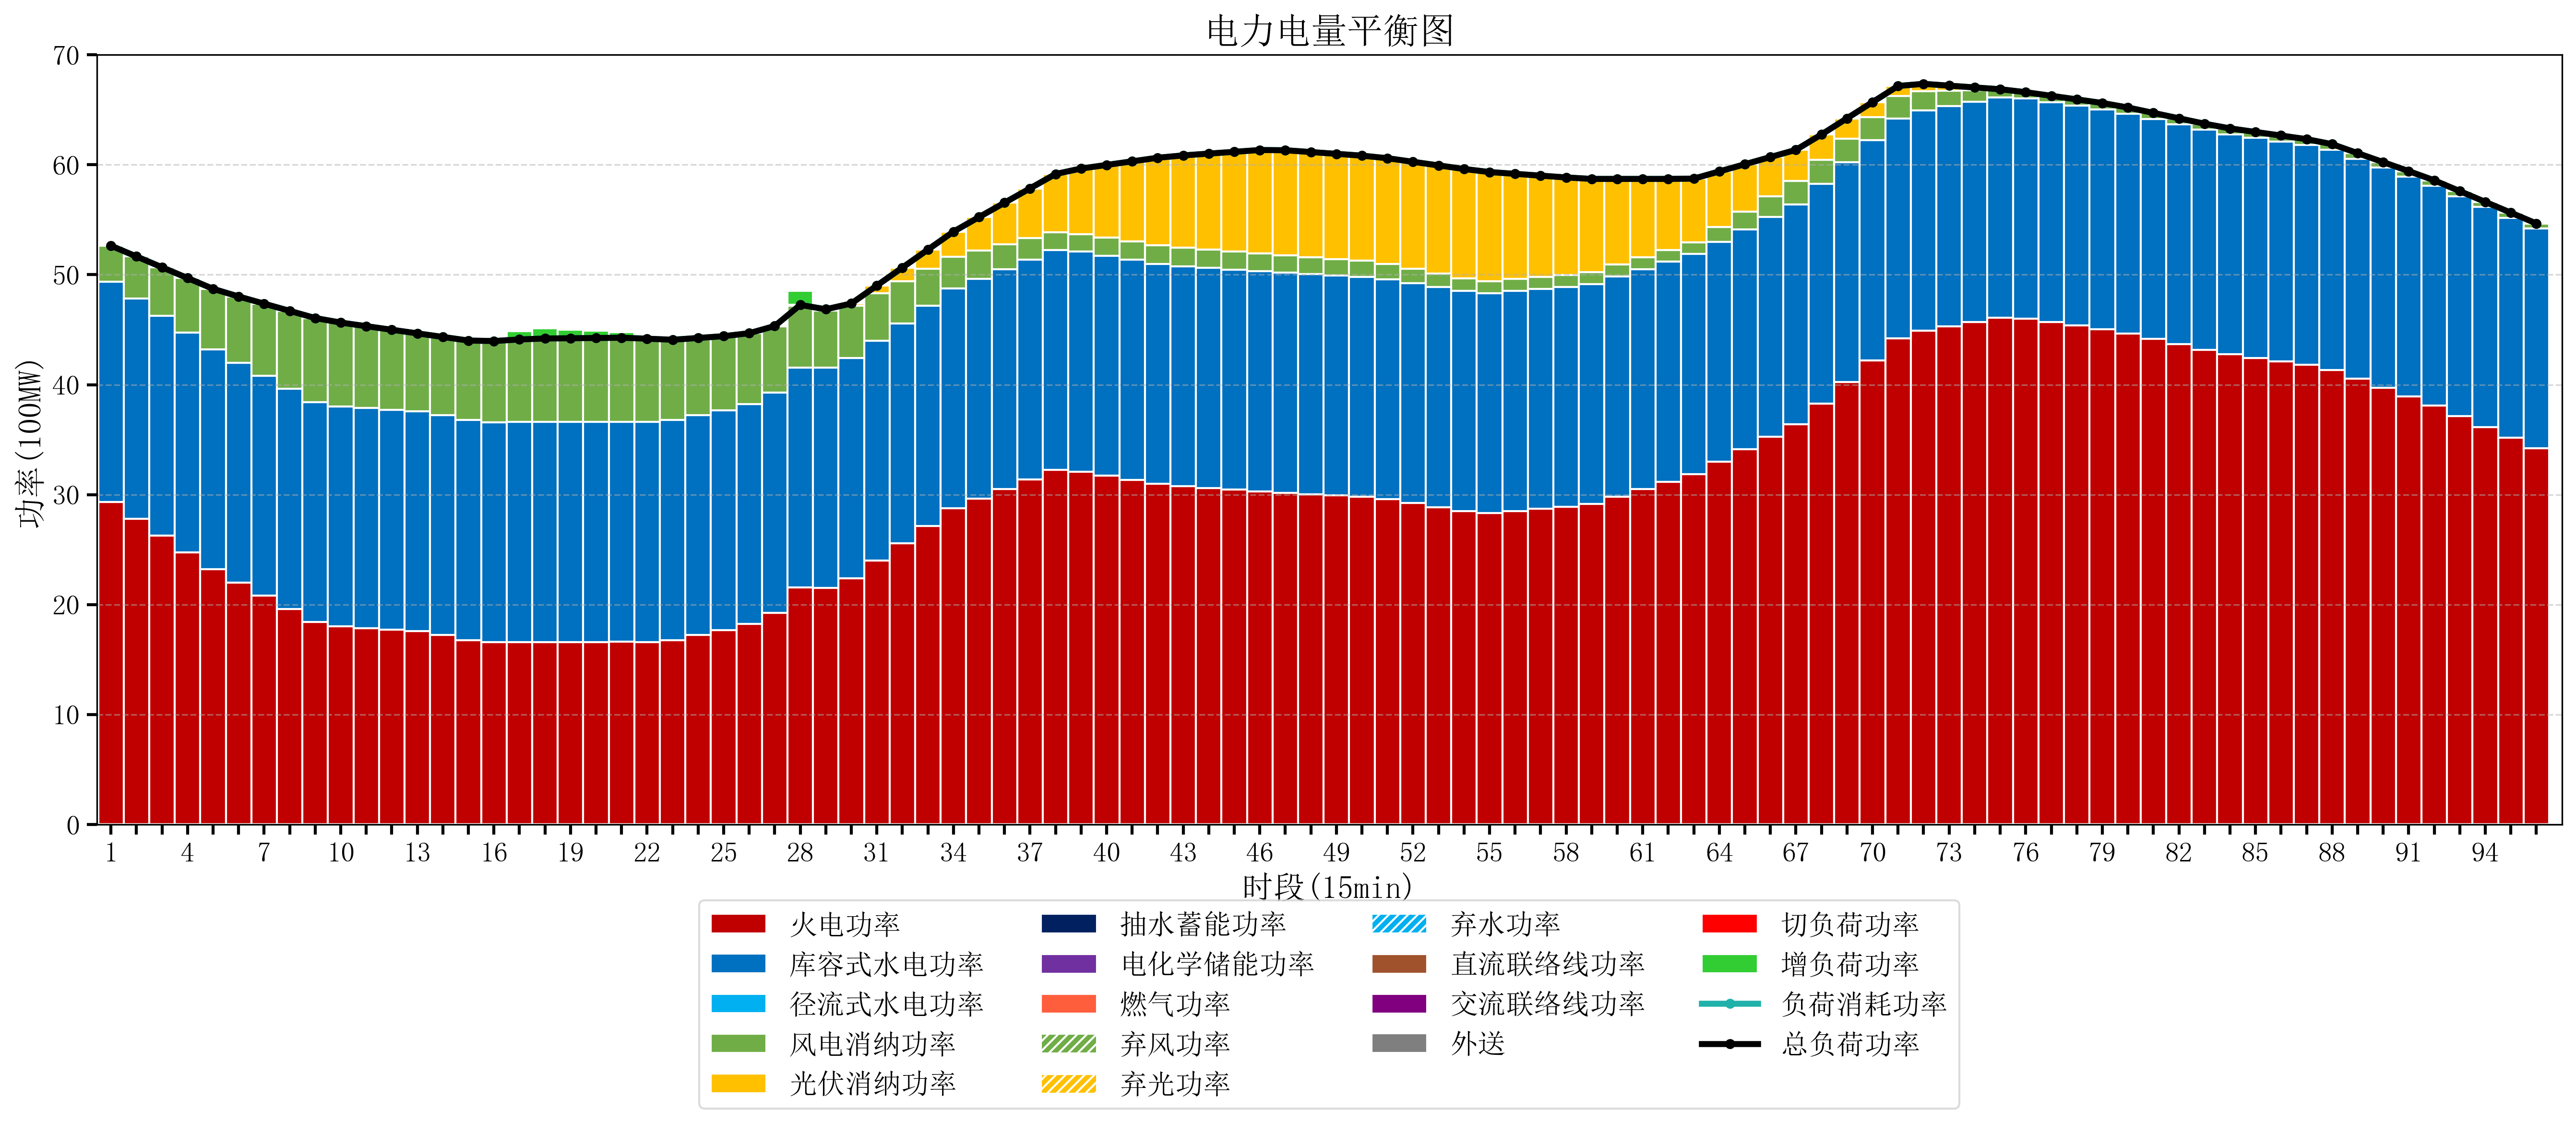 电力电量平衡图
功率(100MW)
70
60
50
40
30
20
10
0
1 4 7 10 13 16 19 22 25 28 31 34 37 40 43 46 49 52 55 58 61 64 67 70 73 76 79 82 85 88 91 94
时段(15min)
火电功率 抽水蓄能功率 弃水功率 切负荷功率
库容式水电功率 电化学储能功率 直流联络线功率 增负荷功率
径流式水电功率 燃气功率 交流联络线功率 负荷消耗功率
风电消纳功率 弃风功率 外送 总负荷功率
光伏消纳功率 弃光功率